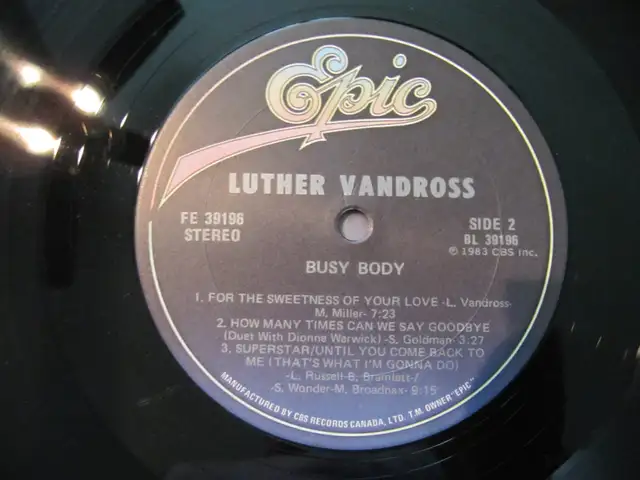 Epic
LUTHER VANDROSS
FE 39196
STEREO
SIDE 2
BL 39196
℗ 1983 CBS Inc.
BUSY BODY
1. FOR THE SWEETNESS OF YOUR LOVE -L. Vandross-
M. Miller- 7:23
2. HOW MANY TIMES CAN WE SAY GOODBYE
(Duet With Dionne Warwick) -S. Goldman- 3:27
3. SUPERSTAR/UNTIL YOU COME BACK TO
ME (THAT'S WHAT I'M GONNA DO)
-L. Russell-B. Bramlett-/
-S. Wonder-M. Broadnax- 9:15
MANUFACTURED BY CBS RECORDS CANADA, LTD. T.M. OWNER "EPIC"